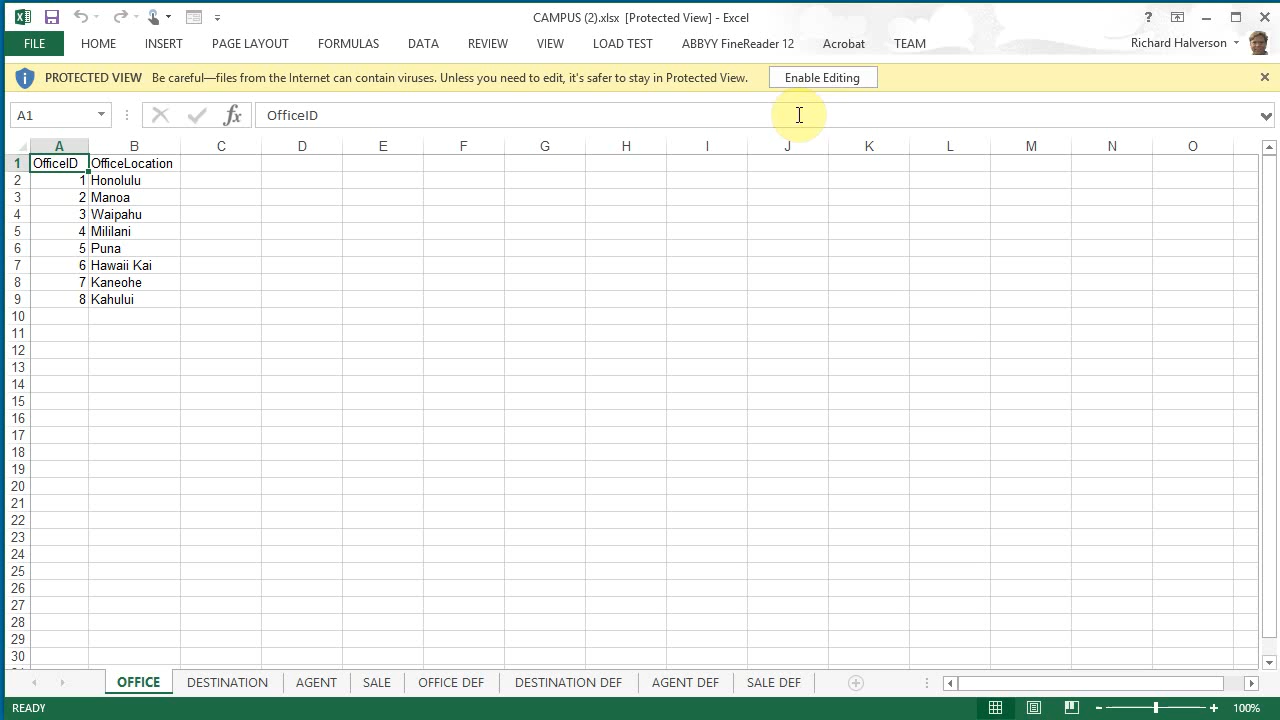 CAMPUS (2).xlsx [Protected View] - Excel
?
FILE HOME INSERT PAGE LAYOUT FORMULAS DATA REVIEW VIEW LOAD TEST ABBYY FineReader 12 Acrobat TEAM Richard Halverson
PROTECTED VIEW Be careful—files from the Internet can contain viruses. Unless you need to edit, it's safer to stay in Protected View. Enable Editing
A1 fx OfficeID
A B C D E F G H I J K L M N O
1 OfficeID OfficeLocation
2 1 Honolulu
3 2 Manoa
4 3 Waipahu
5 4 Mililani
6 5 Puna
7 6 Hawaii Kai
8 7 Kaneohe
9 8 Kahului
10
11
12
13
14
15
16
17
18
19
20
21
22
23
24
25
26
27
28
29
30
OFFICE DESTINATION AGENT SALE OFFICE DEF DESTINATION DEF AGENT DEF SALE DEF
READY 100%